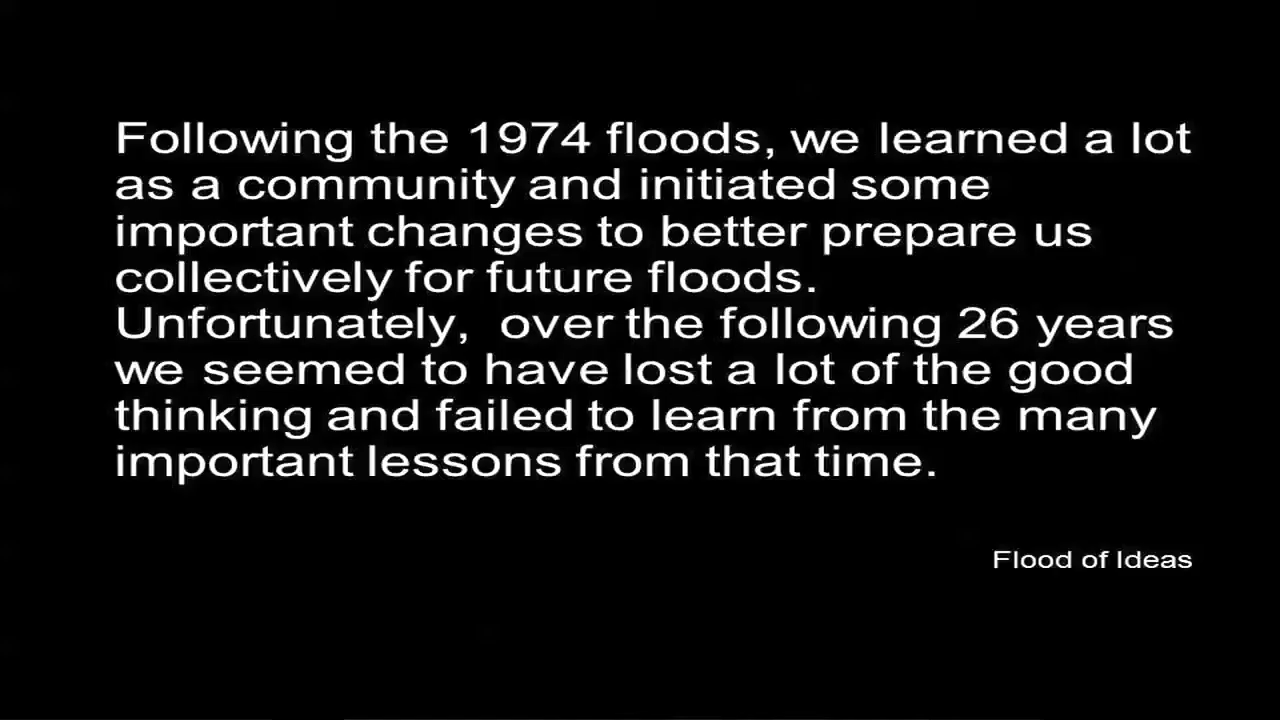 Following the 1974 floods, we learned a lot
as a community and initiated some
important changes to better prepare us
collectively for future floods.
Unfortunately,  over the following 26 years
we seemed to have lost a lot of the good
thinking and failed to learn from the many
important lessons from that time.
Flood of Ideas